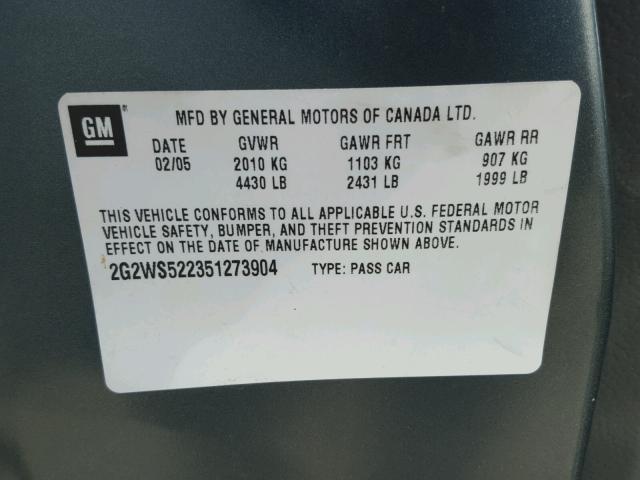 GM
MFD BY GENERAL MOTORS OF CANADA LTD.
DATE GVWR GAWR FRT GAWR RR
02/05 2010 KG 1103 KG 907 KG
4430 LB 2431 LB 1999 LB
THIS VEHICLE CONFORMS TO ALL APPLICABLE U.S. FEDERAL MOTOR
VEHICLE SAFETY, BUMPER, AND THEFT PREVENTION STANDARDS IN
EFFECT ON THE DATE OF MANUFACTURE SHOWN ABOVE.
2G2WS522351273904 TYPE: PASS CAR